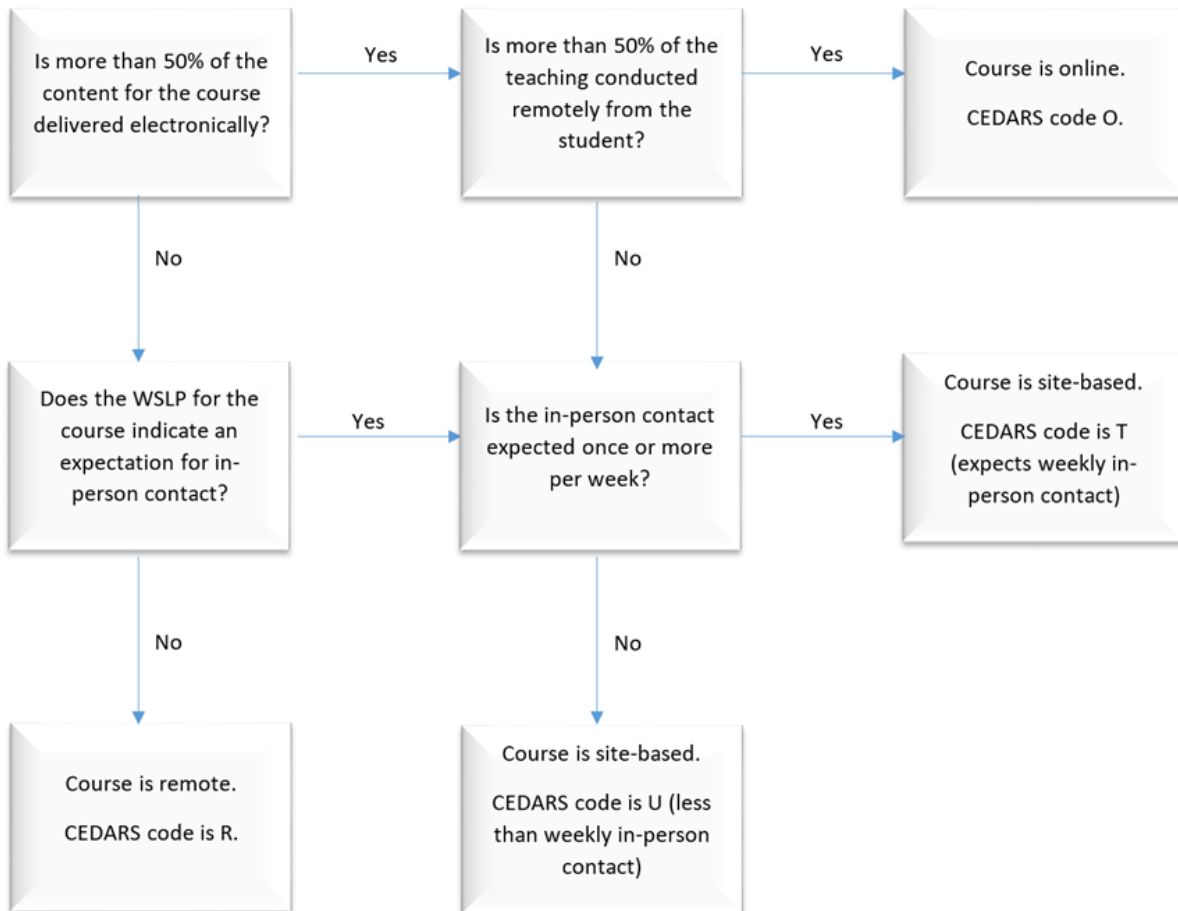 Is more than 50% of the
content for the course
delivered electronically?
Yes
Is more than 50% of the
teaching conducted
remotely from the
student?
Yes
Course is online.
CEDARS code O.
No
No
Does the WSLP for the
course indicate an
expectation for in-
person contact?
Yes
Is the in-person contact
expected once or more
per week?
Yes
Course is site-based.
CEDARS code is T
(expects weekly in-
person contact)
No
No
Course is remote.
CEDARS code is R.
Course is site-based.
CEDARS code is U (less
than weekly in-person
contact)